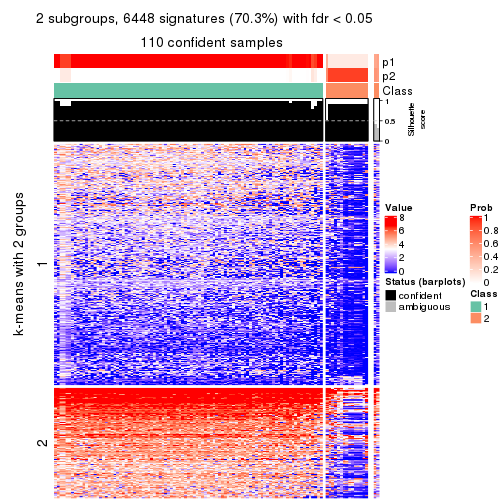 2 subgroups, 6448 signatures (70.3%) with fdr < 0.05
110 confident samples
p1
p2
Class
1
0.5
0
Silhouette
score
k-means with 2 groups
1
2
Value
8
6
4
2
0
Status (barplots)
confident
ambiguous
Prob
1
0.8
0.6
0.4
0.2
0
Class
1
2